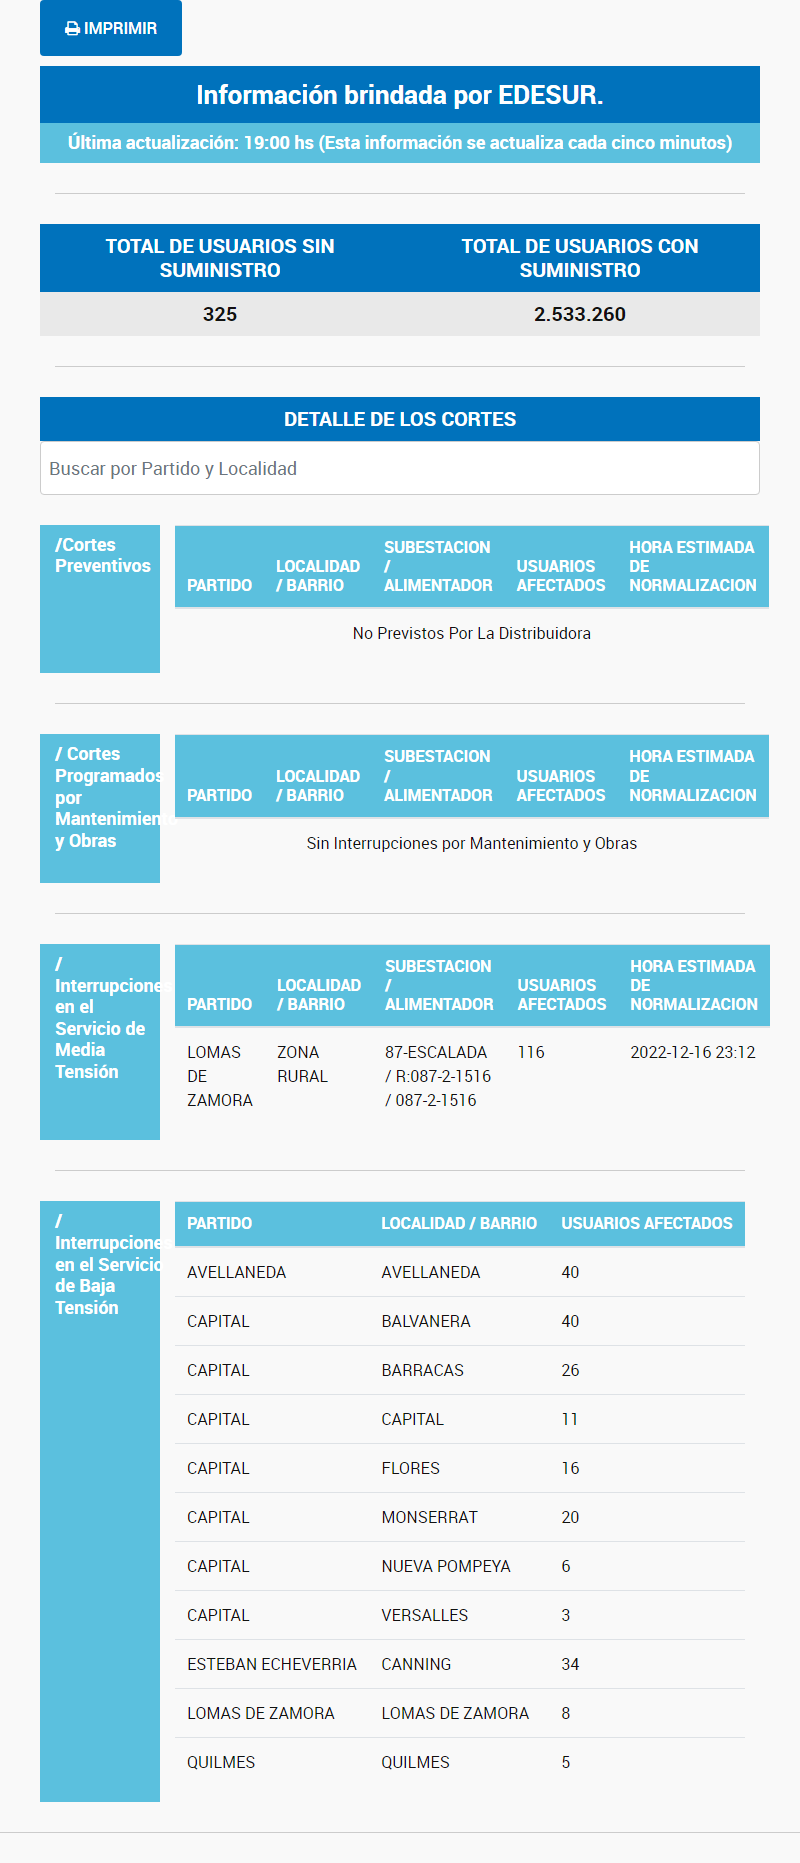 IMPRIMIR
Información brindada por EDESUR.
Última actualización: 19:00 hs (Esta información se actualiza cada cinco minutos)
TOTAL DE USUARIOS SIN SUMINISTRO
TOTAL DE USUARIOS CON SUMINISTRO
325
2.533.260
DETALLE DE LOS CORTES
Buscar por Partido y Localidad
/Cortes
Preventivos
PARTIDO
LOCALIDAD
/ BARRIO
SUBESTACION
/
ALIMENTADOR
USUARIOS
AFECTADOS
HORA ESTIMADA
DE
NORMALIZACION
No Previstos Por La Distribuidora
/ Cortes
Programados
por
Mantenimient
y Obras
PARTIDO
LOCALIDAD
/ BARRIO
SUBESTACION
/
ALIMENTADOR
USUARIOS
AFECTADOS
HORA ESTIMADA
DE
NORMALIZACION
Sin Interrupciones por Mantenimiento y Obras
/
Interrupciones
en el
Servicio de
Media
Tensión
PARTIDO
LOCALIDAD
/ BARRIO
SUBESTACION
/
ALIMENTADOR
USUARIOS
AFECTADOS
HORA ESTIMADA
DE
NORMALIZACION
LOMAS
DE
ZAMORA
ZONA
RURAL
87-ESCALADA
/ R:087-2-1516
/ 087-2-1516
116
2022-12-16 23:12
/
Interrupcione
en el Servicio
de Baja
Tensión
PARTIDO LOCALIDAD / BARRIO USUARIOS AFECTADOS
AVELLANEDA AVELLANEDA 40
CAPITAL BALVANERA 40
CAPITAL BARRACAS 26
CAPITAL CAPITAL 11
CAPITAL FLORES 16
CAPITAL MONSERRAT 20
CAPITAL NUEVA POMPEYA 6
CAPITAL VERSALLES 3
ESTEBAN ECHEVERRIA CANNING 34
LOMAS DE ZAMORA LOMAS DE ZAMORA 8
QUILMES QUILMES 5